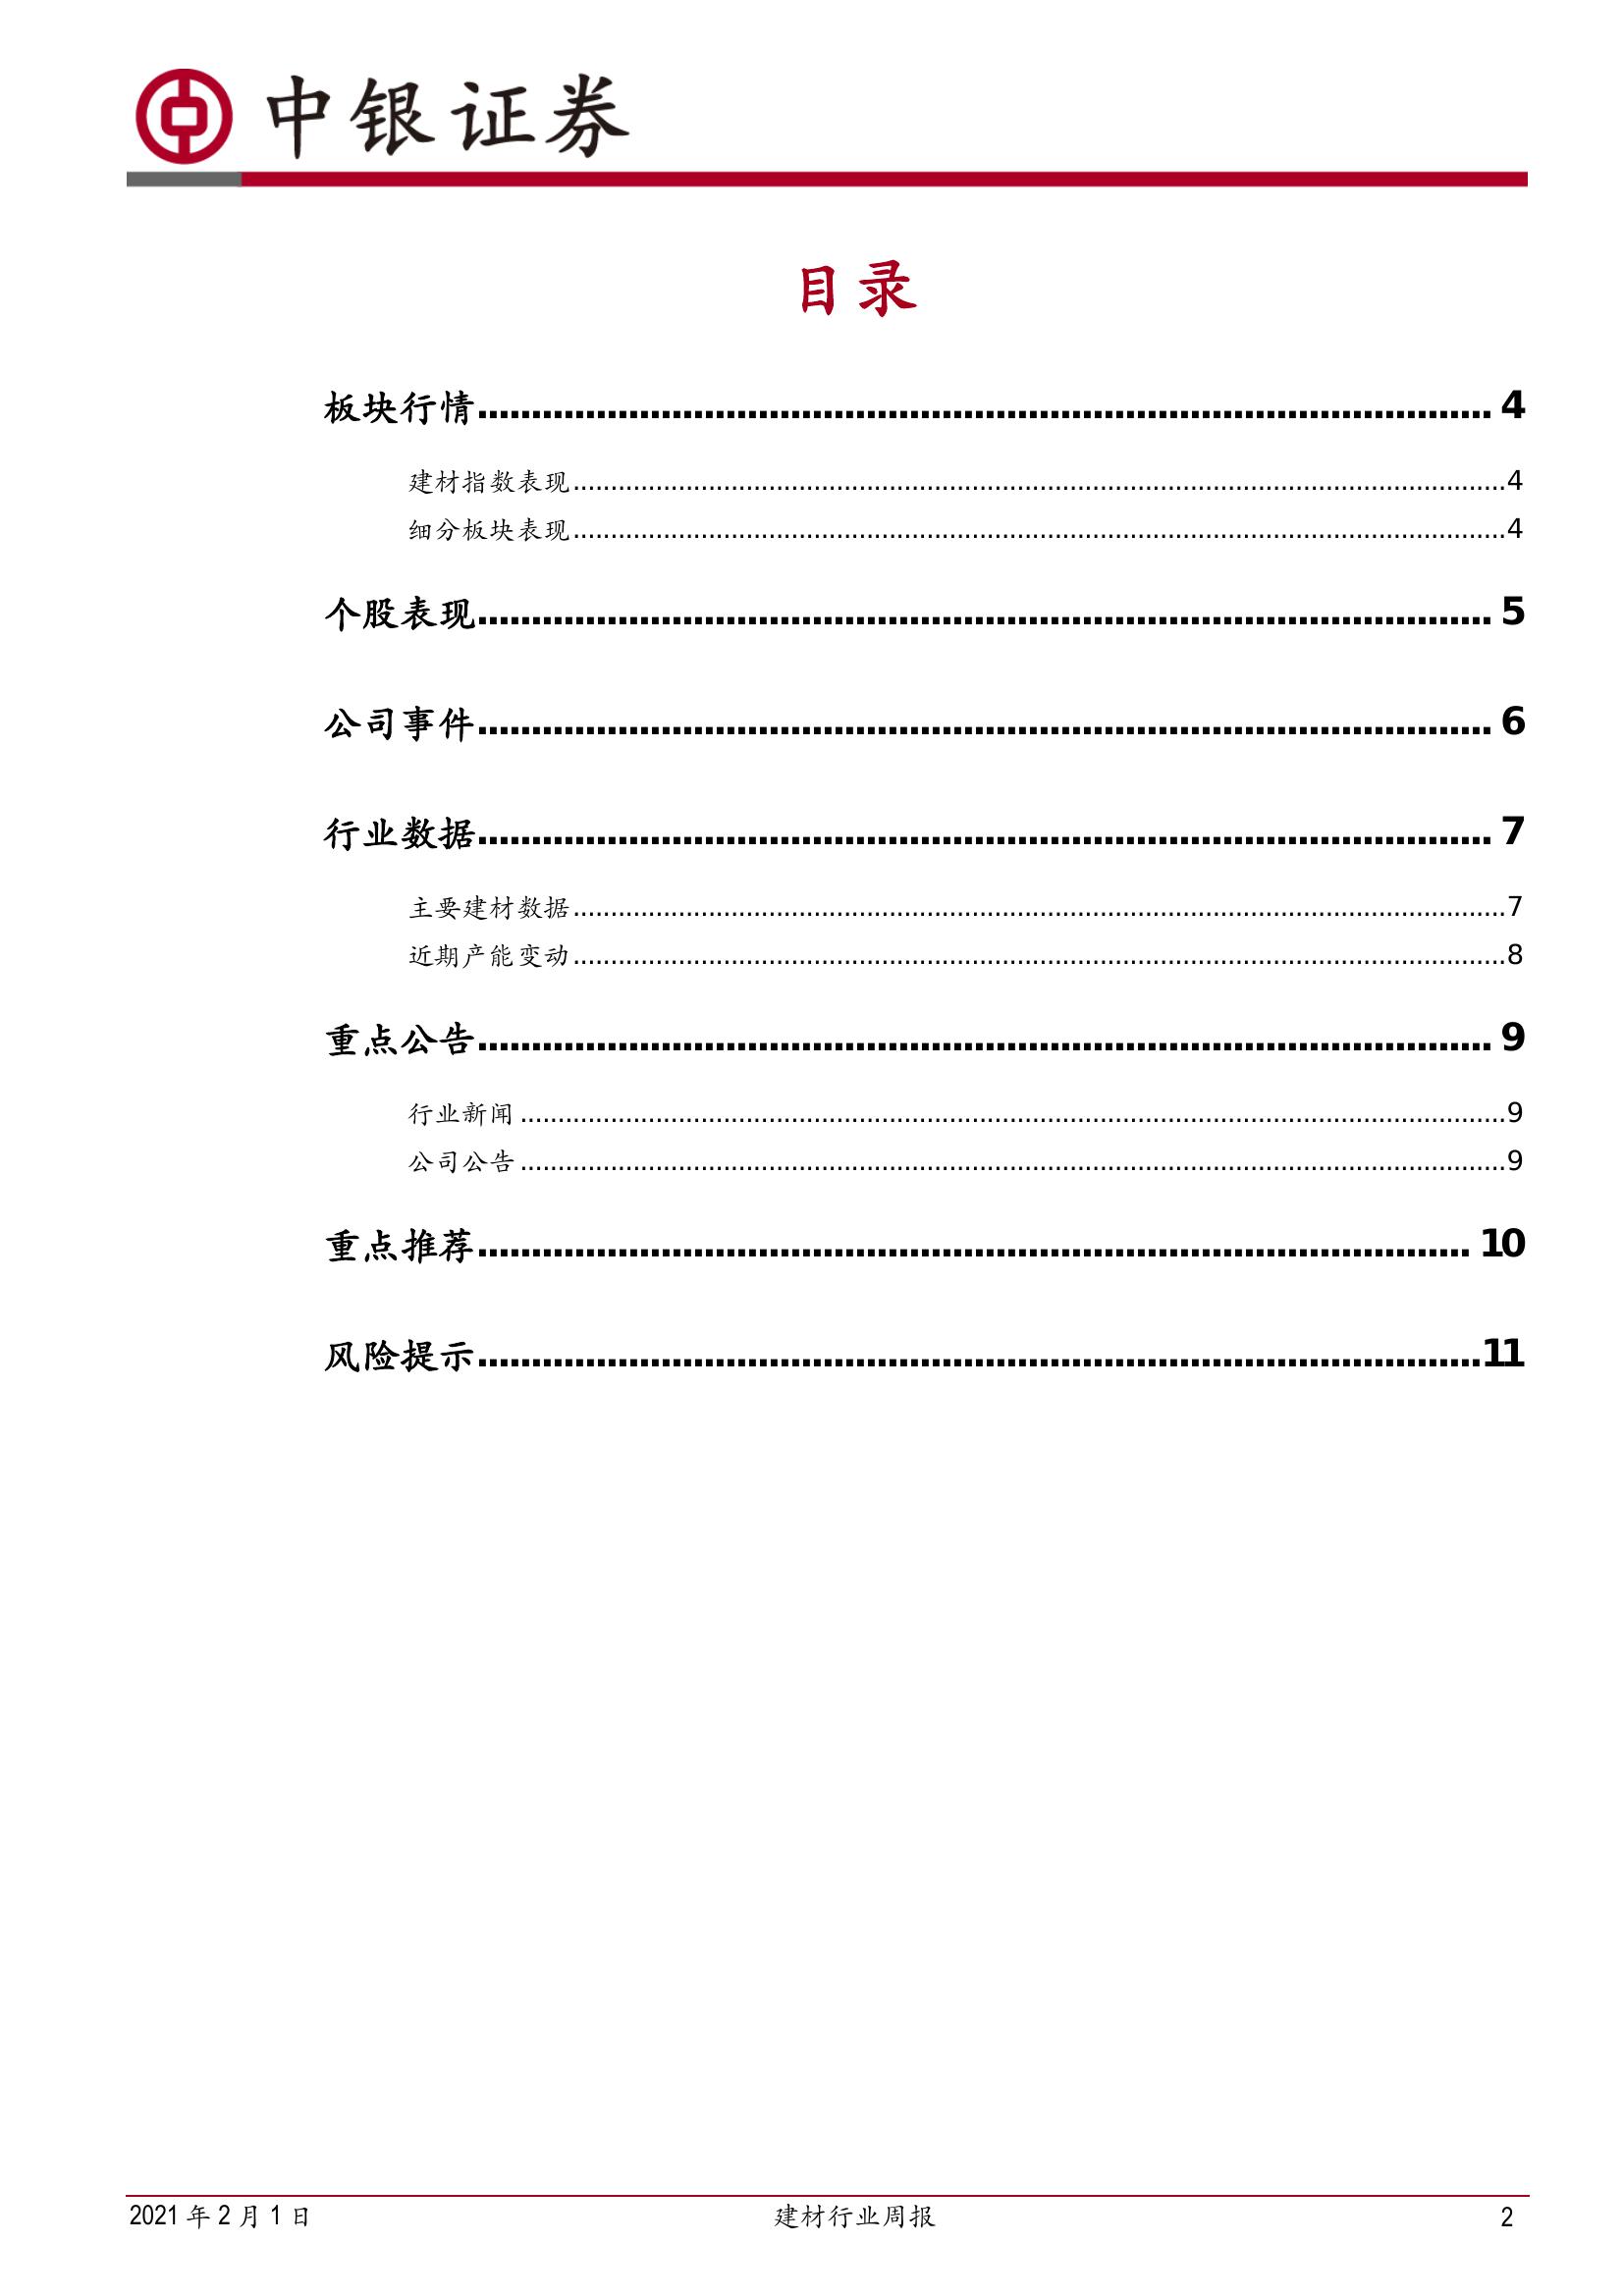 中银证券
目录
板块行情........................................ 4
建材指数表现........................................4
细分板块表现........................................4
个股表现........................................ 5
公司事件........................................ 6
行业数据........................................ 7
主要建材数据........................................7
近期产能变动........................................8
重点公告........................................ 9
行业新闻........................................9
公司公告........................................9
重点推荐........................................ 10
风险提示........................................11
2021 年 2 月 1 日 建材行业周报 2